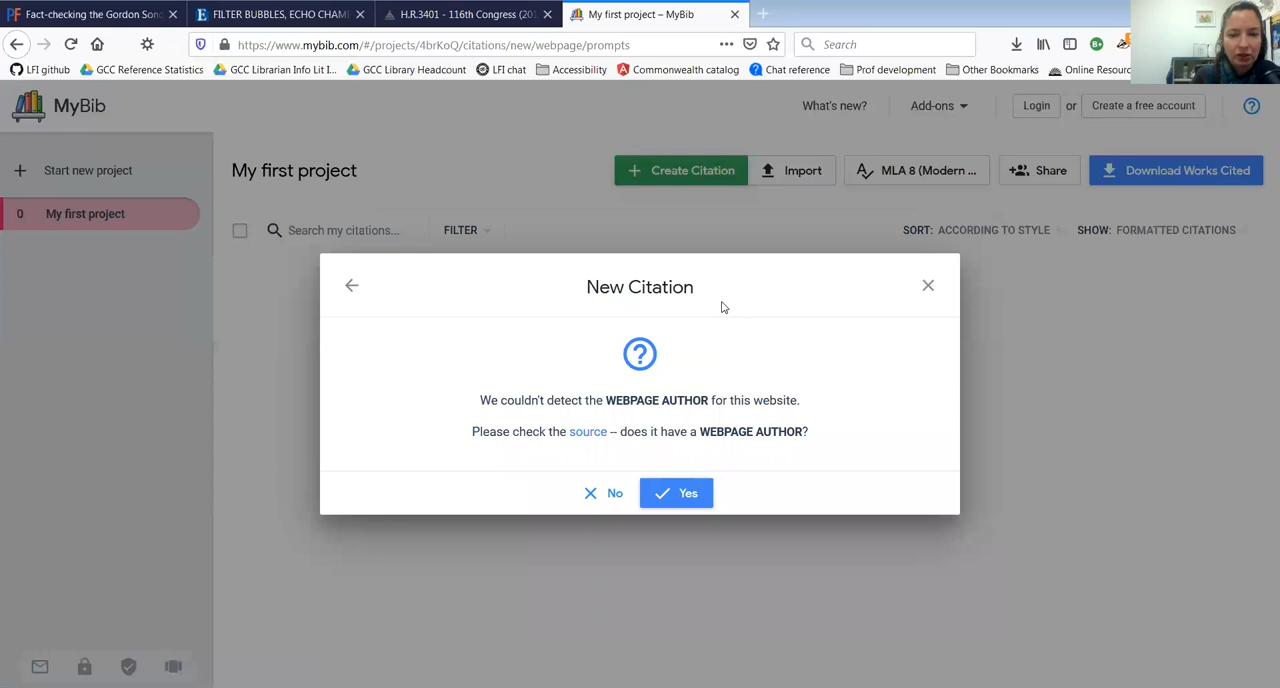 Fact-checking the Gordon Sond
FILTER BUBBLES, ECHO CHAM
H.R.3401 - 116th Congress (201
My first project – MyBib
https://www.mybib.com/#/projects/4brKoQ/citations/new/webpage/prompts
Search
LFI github
GCC Reference Statistics
GCC Librarian Info Lit I...
GCC Library Headcount
LFI chat
Accessibility
Commonwealth catalog
Chat reference
Prof development
Other Bookmarks
Online Resourc
MyBib
What's new?
Add-ons
Login
or
Create a free account
Start new project
My first project
Create Citation
Import
MLA 8 (Modern ...
Share
Download Works Cited
0 My first project
Search my citations...
FILTER
SORT: ACCORDING TO STYLE
SHOW: FORMATTED CITATIONS
New Citation
We couldn't detect the WEBPAGE AUTHOR for this website.
Please check the source -- does it have a WEBPAGE AUTHOR?
No
Yes